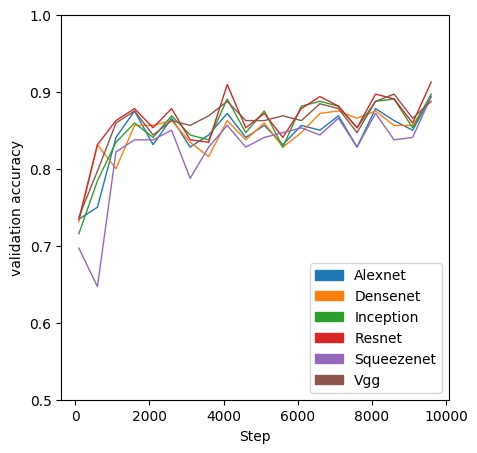 1.0
0.9
0.8
0.7
0.6
0.5
validation accuracy
0
2000
4000
6000
8000
10000
Step
Alexnet
Densenet
Inception
Resnet
Squeezenet
Vgg